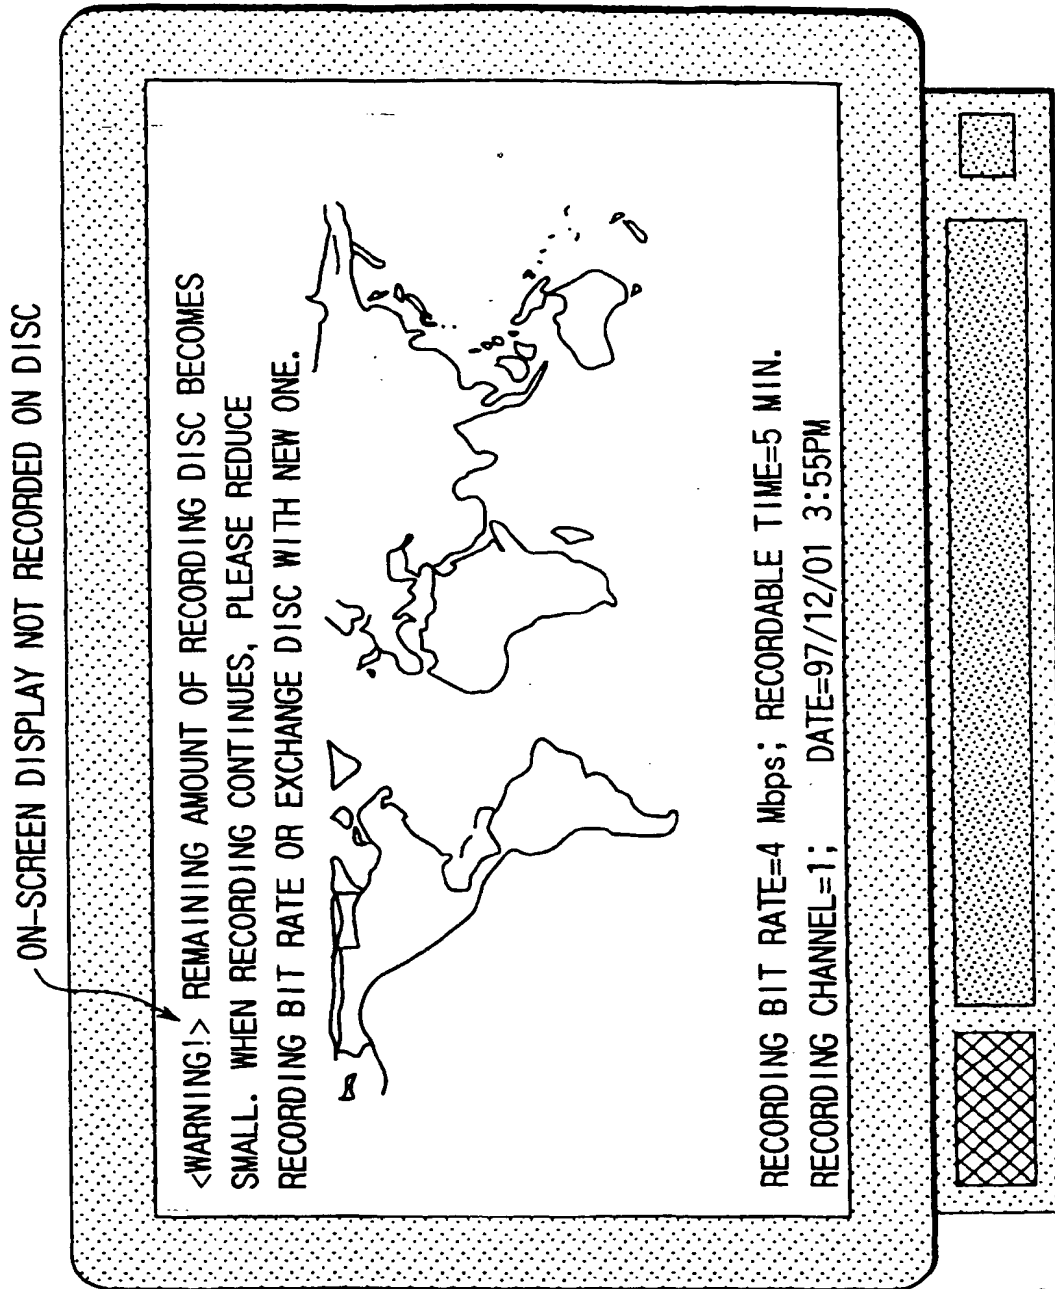 ON-SCREEN DISPLAY NOT RECORDED ON DISC
<WARNING!> REMAINING AMOUNT OF RECORDING DISC BECOMES
SMALL. WHEN RECORDING CONTINUES, PLEASE REDUCE
RECORDING BIT RATE OR EXCHANGE DISC WITH NEW ONE.
RECORDING BIT RATE=4 Mbps; RECORDABLE TIME=5 MIN.
RECORDING CHANNEL=1; DATE=97/12/01 3:55PM